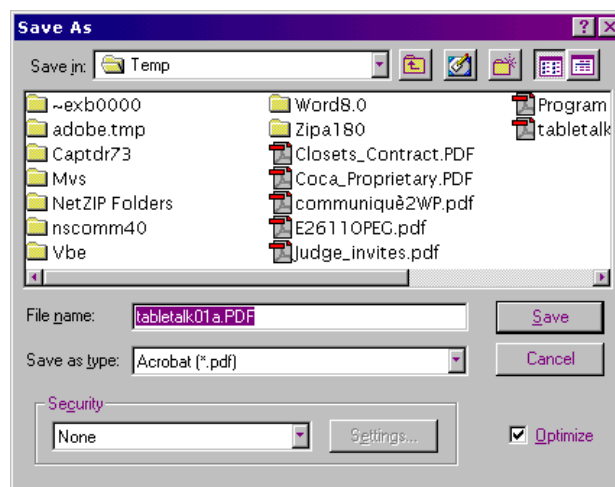 Save As
Save in: Temp
~exb0000
adobe.tmp
Captdr73
Mvs
NetZIP Folders
nscomm40
Vbe
Word8.0
Zipa180
Closets_Contract.PDF
Coca_Proprietary.PDF
communiquè2WP.pdf
E26110PEG.pdf
Judge_invites.pdf
Program
tabletalk
File name: tabletalk01a.PDF
Save
Save as type: Acrobat (*.pdf)
Cancel
Security
None
Settings...
Optimize